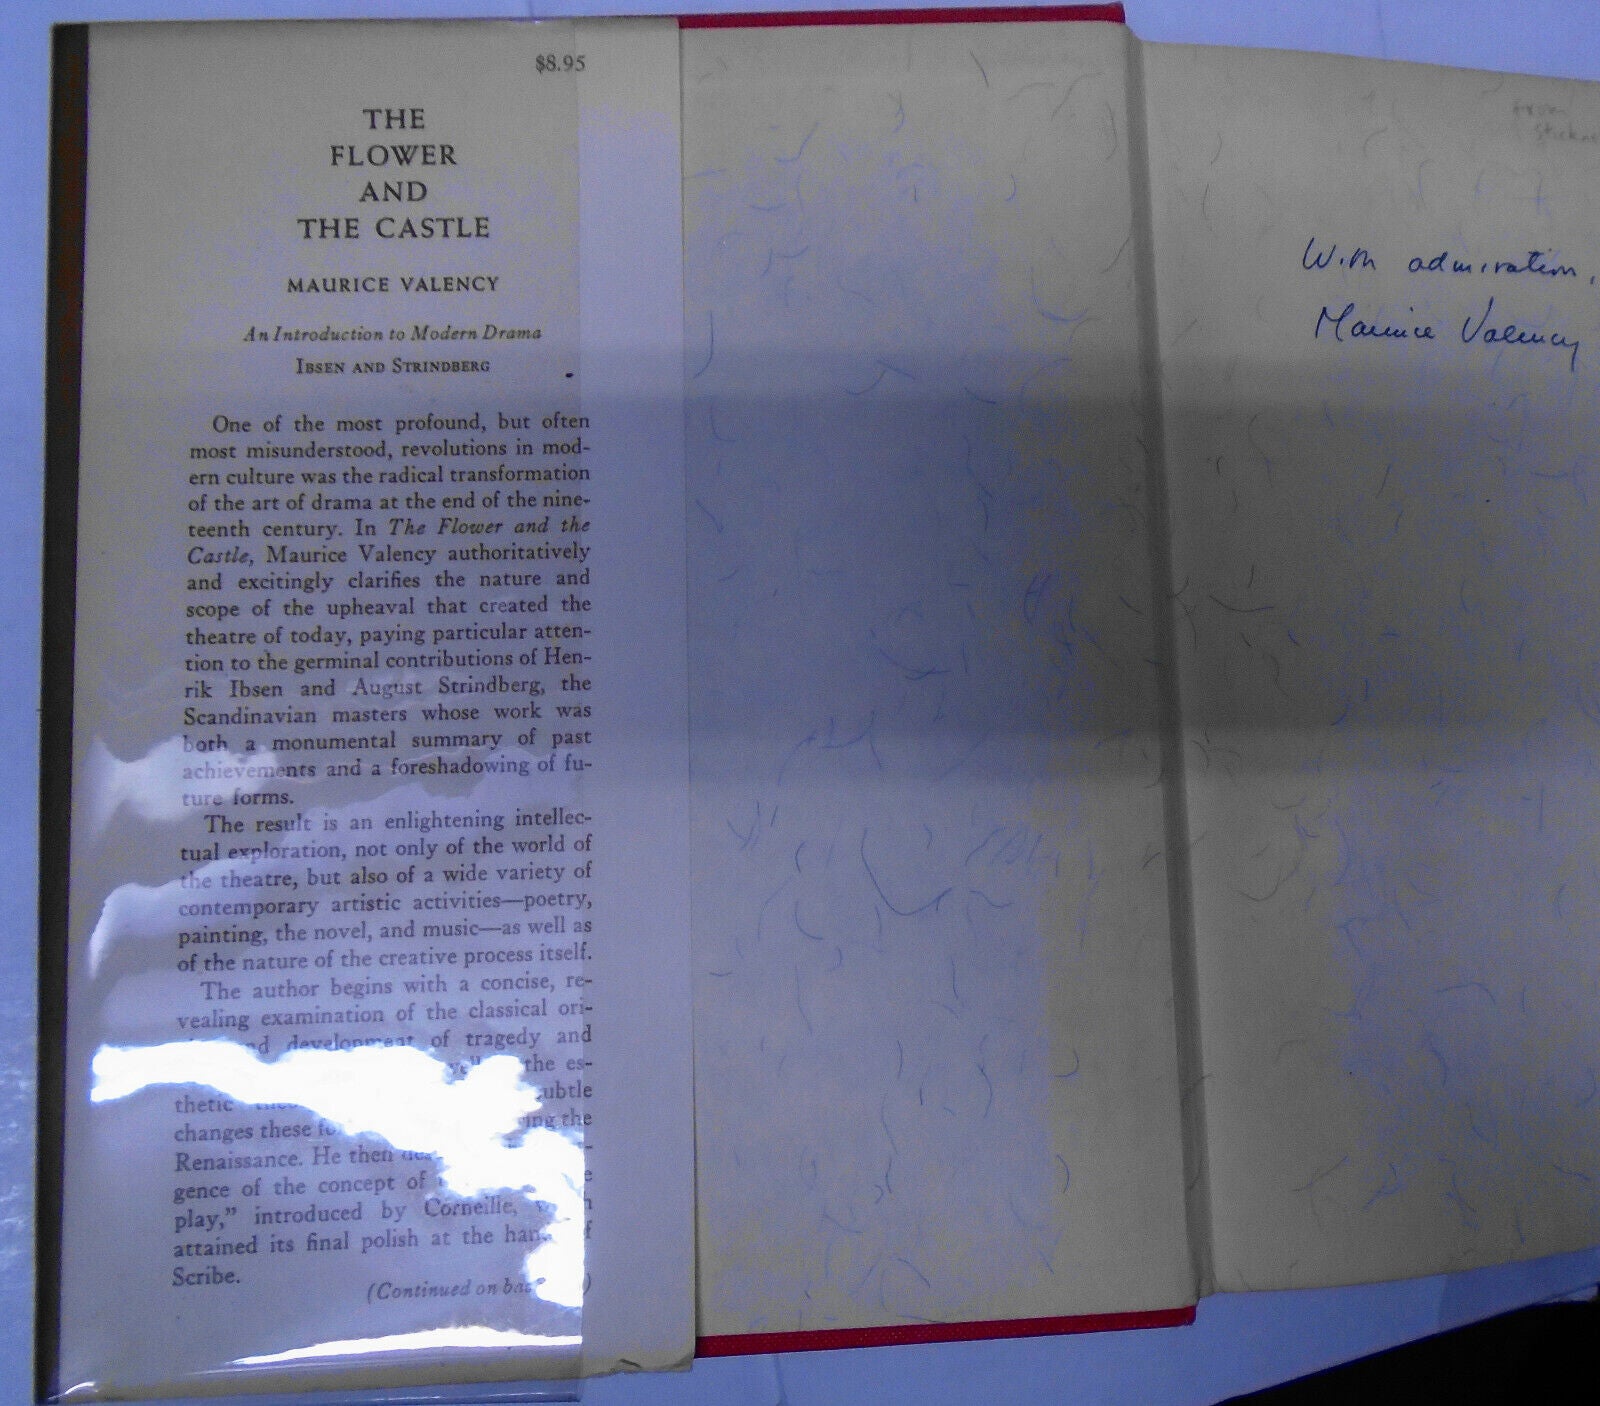 $8.95
THE
FLOWER
AND
THE CASTLE
MAURICE VALENCY
An Introduction to Modern Drama
IBSEN AND STRINDBERG
One of the most profound, but often
most misunderstood, revolutions in mod-
ern culture was the radical transformation
of the art of drama at the end of the nine-
teenth century. In The Flower and the
Castle, Maurice Valency authoritatively
and excitingly clarifies the nature and
scope of the upheaval that created the
theatre of today, paying particular atten-
tion to the germinal contributions of Hen-
rik Ibsen and August Strindberg, the
Scandinavian masters whose work was
both a monumental summary of past
achievements and a foreshadowing of fu-
ture forms.
The result is an enlightening intellec-
tual exploration, not only of the world of
the theatre, but also of a wide variety of
contemporary artistic activities—poetry,
painting, the novel, and music—as well as
of the nature of the creative process itself.
The author begins with a concise, re-
vealing examination of the classical ori-
development of tragedy and
the es-
thetic
changes these the
Renaissance. He then
gence of the concept of
play," introduced by Corneille,
attained its final polish at the
Scribe.
(Continued on
from
With admiration,
Maurice Valency